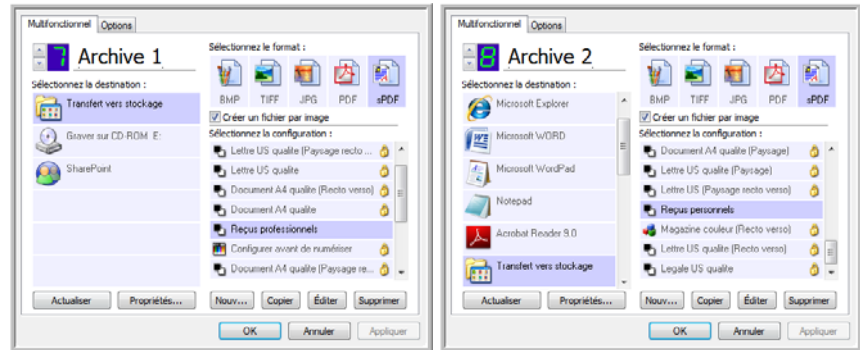 Multifonctionnel Options
7 Archive 1
Sélectionnez le format :
BMP TIFF JPG PDF sPDF
Sélectionnez la destination :
Transfert vers stockage
Graver sur CD-ROM E:
SharePoint
Créer un fichier par image
Sélectionnez la configuration :
Lettre US qualite (Paysage recto ...
Lettre US qualite
Document A4 qualite (Recto verso)
Document A4 qualite
Reçus professionnels
Configurer avant de numériser
Document A4 qualite (Paysage re...
Actualiser Propriétés... Nouv... Copier Éditer Supprimer
OK Annuler Appliquer
Multifonctionnel Options
8 Archive 2
Sélectionnez le format :
BMP TIFF JPG PDF sPDF
Sélectionnez la destination :
Microsoft Explorer
Microsoft WORD
Microsoft WordPad
Notepad
Acrobat Reader 9.0
Transfert vers stockage
Créer un fichier par image
Sélectionnez la configuration :
Document A4 qualite (Paysage)
Lettre US qualite (Paysage)
Lettre US (Paysage recto verso)
Reçus personnels
Magazine couleur (Recto verso)
Lettre US qualite (Recto verso)
Legale US qualite
Actualiser Propriétés... Nouv... Copier Éditer Supprimer
OK Annuler Appliquer